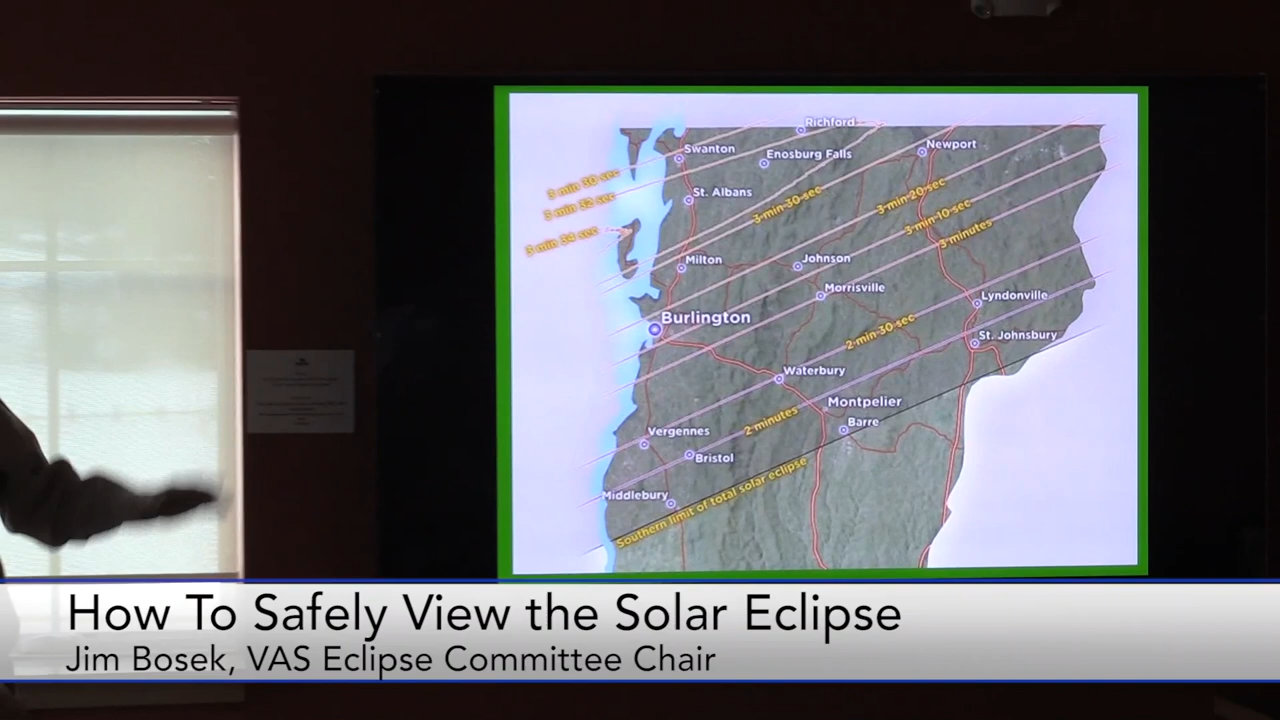 Richford
Swanton
Enosburg Falls
Newport
3 min 30 sec
3 min 32 sec
St. Albans
3 min 30 sec
3 min 20 sec
3 min 10 sec
3 min 34 sec
3 minutes
Milton
Johnson
Morrisville
Lyndonville
Burlington
2 min 30 sec
St. Johnsbury
Waterbury
Montpelier
2 minutes
Barre
Vergennes
Bristol
Middlebury
Southern limit of total solar eclipse
How To Safely View the Solar Eclipse
Jim Bosek, VAS Eclipse Committee Chair